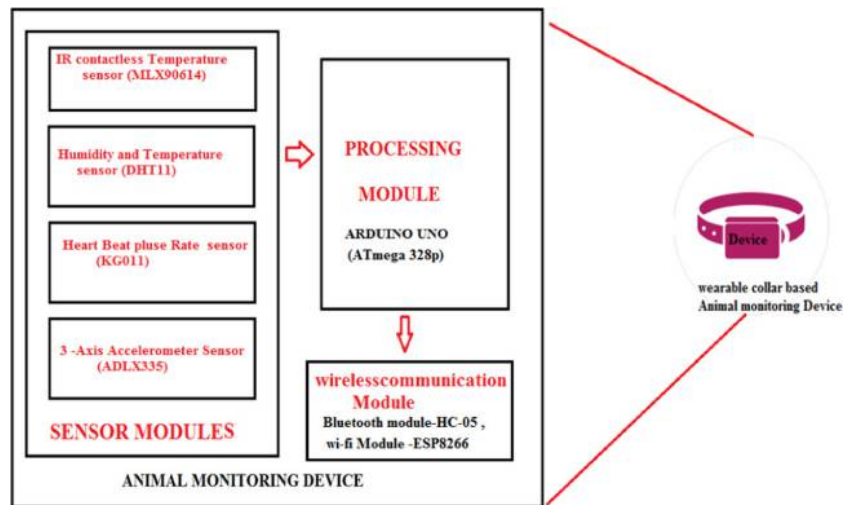 IR contactless Temperature
sensor (MLX90614)
Humidity and Temperature
sensor (DHT11)
Heart Beat pluse Rate sensor
(KG011)
3 -Axis Accelerometer Sensor
(ADLX335)
SENSOR MODULES
PROCESSING
MODULE
ARDUINO UNO
(ATmega 328p)
wirelesscommunication
Module
Bluetooth module-HC-05 ,
wi-fi Module -ESP8266
ANIMAL MONITORING DEVICE
Device
wearable collar based
Animal monitoring Device